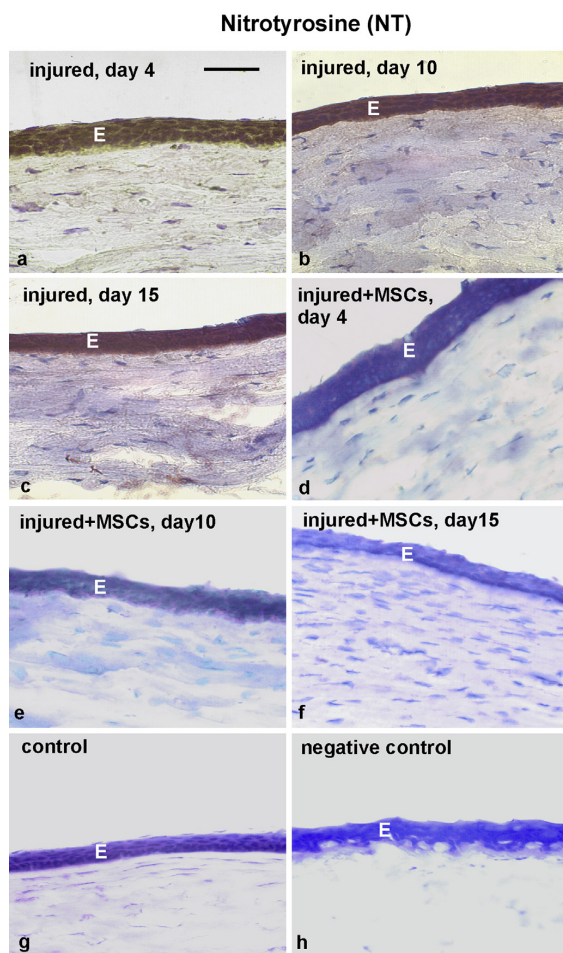 Nitrotyrosine (NT)
injured, day 4
E
a
injured, day 10
E
b
injured, day 15
E
c
injured+MSCs,
day 4
E
d
injured+MSCs, day10
E
e
injured+MSCs, day15
E
f
control
E
g
negative control
E
h